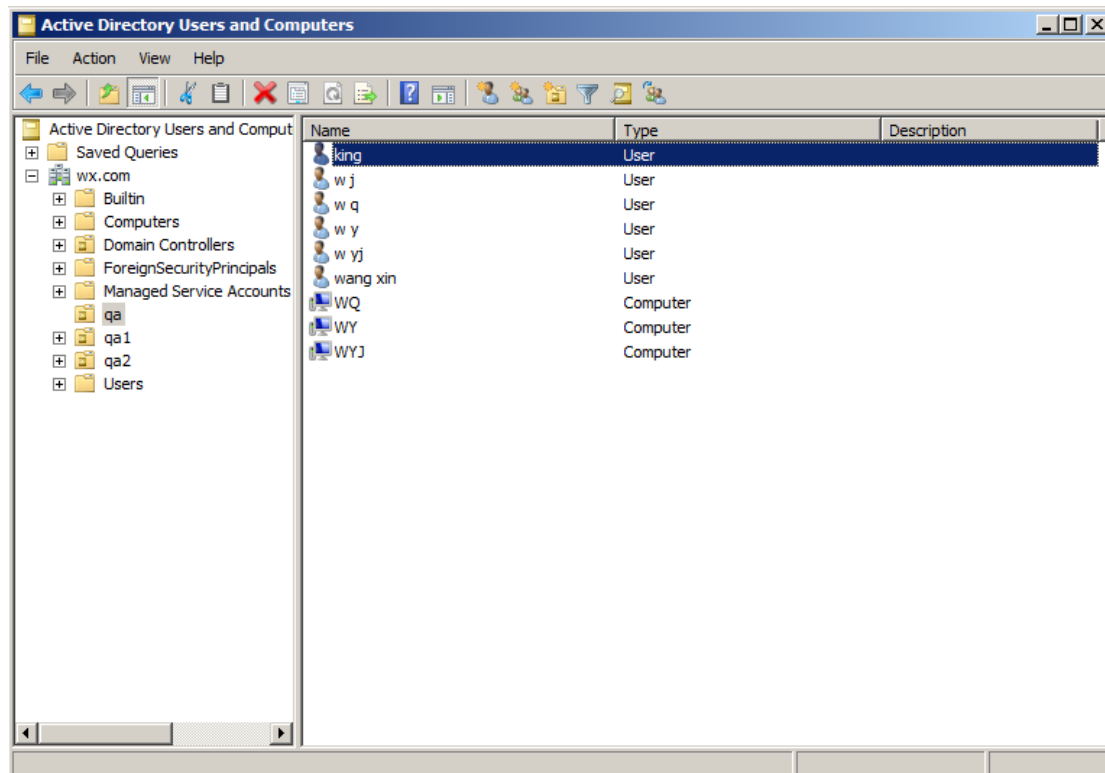 Active Directory Users and Computers
File Action View Help
Active Directory Users and Comput
Saved Queries
wx.com
Builtin
Computers
Domain Controllers
ForeignSecurityPrincipals
Managed Service Accounts
qa
qa1
qa2
Users
Name Type Description
king User
w j User
w q User
w y User
w yj User
wang xin User
WQ Computer
WY Computer
WYJ Computer